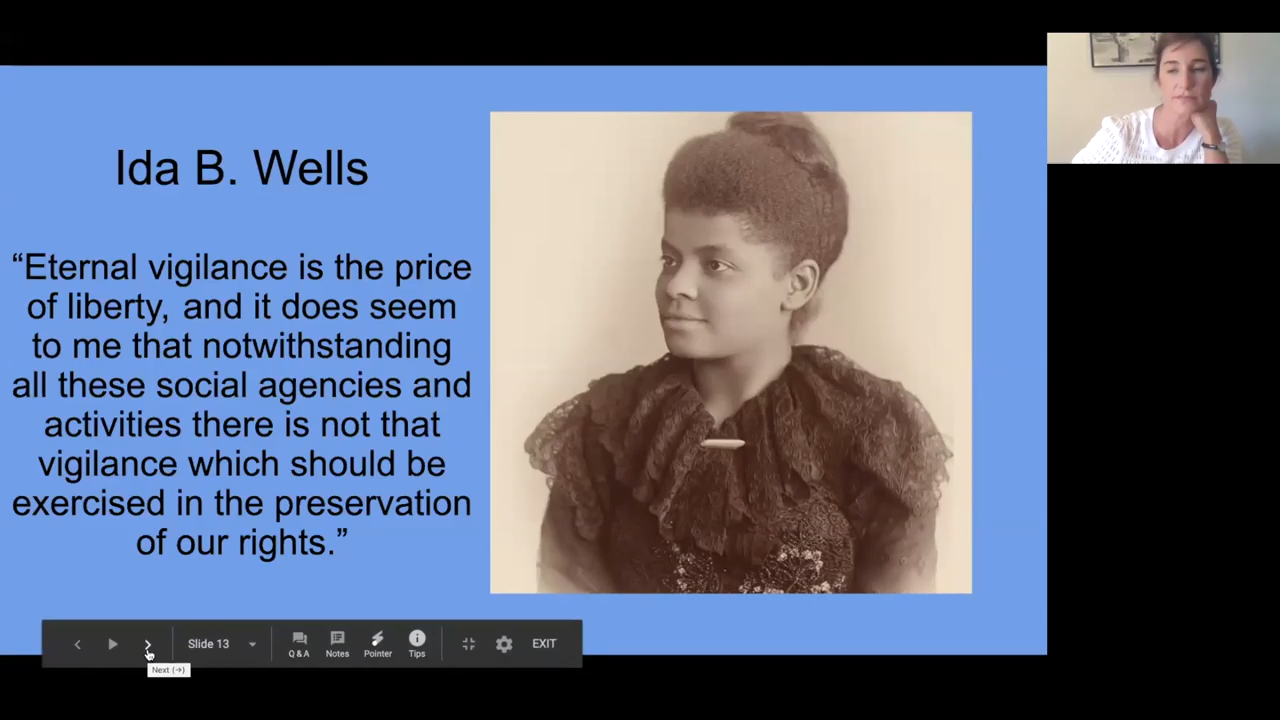 Ida B. Wells
“Eternal vigilance is the price
of liberty, and it does seem
to me that notwithstanding
all these social agencies and
activities there is not that
vigilance which should be
exercised in the preservation
of our rights.”
Slide 13
Q & A
Notes
Pointer
Tips
EXIT
Next (→)